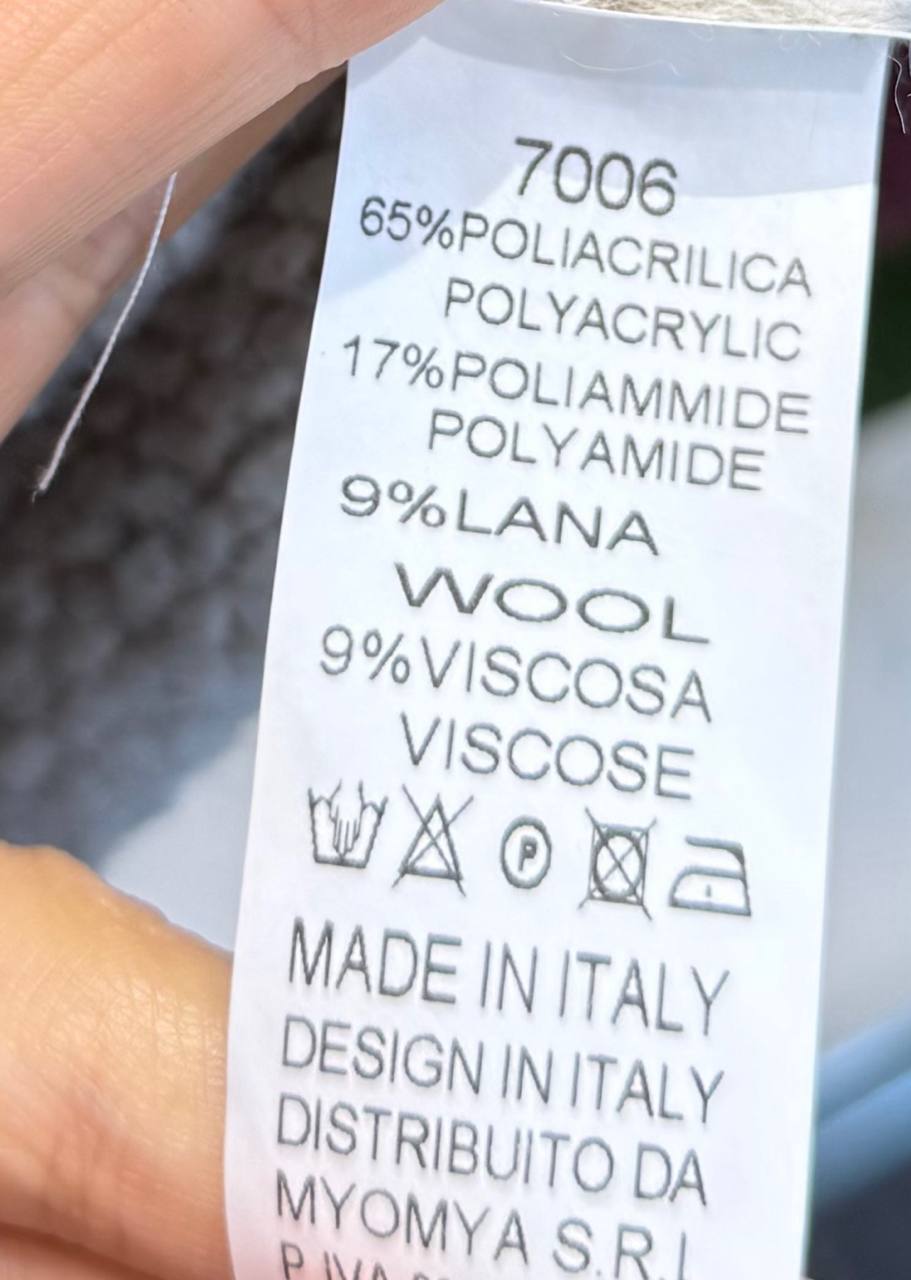 7006
65%POLIACRILICA
POLYACRYLIC
17%POLIAMMIDE
POLYAMIDE
9%LANA
WOOL
9%VISCOSA
VISCOSE
P
MADE IN ITALY
DESIGN IN ITALY
DISTRIBUITO DA
MYOMYA S.R.L
P.IVA